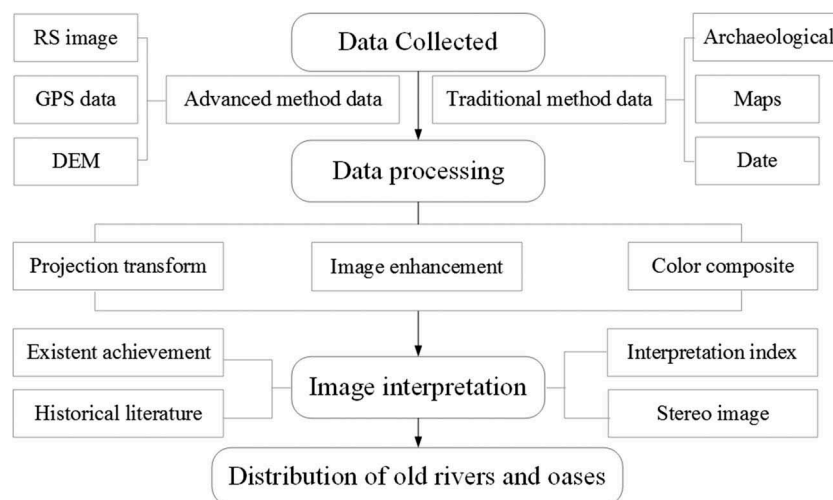 RS image
Data Collected
Archaeological
GPS data
Advanced method data
Traditional method data
Maps
DEM
Data processing
Date
Projection transform
Image enhancement
Color composite
Existent achievement
Image interpretation
Interpretation index
Historical literature
Stereo image
Distribution of old rivers and oases